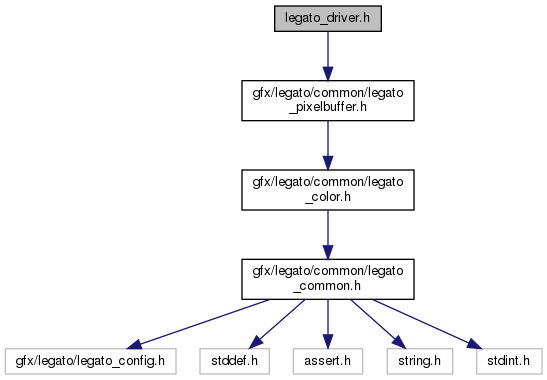 legato_driver.h
gfx/legato/common/legato
_pixelbuffer.h
gfx/legato/common/legato
_color.h
gfx/legato/common/legato
_common.h
gfx/legato/legato_config.h
stddef.h
assert.h
string.h
stdint.h